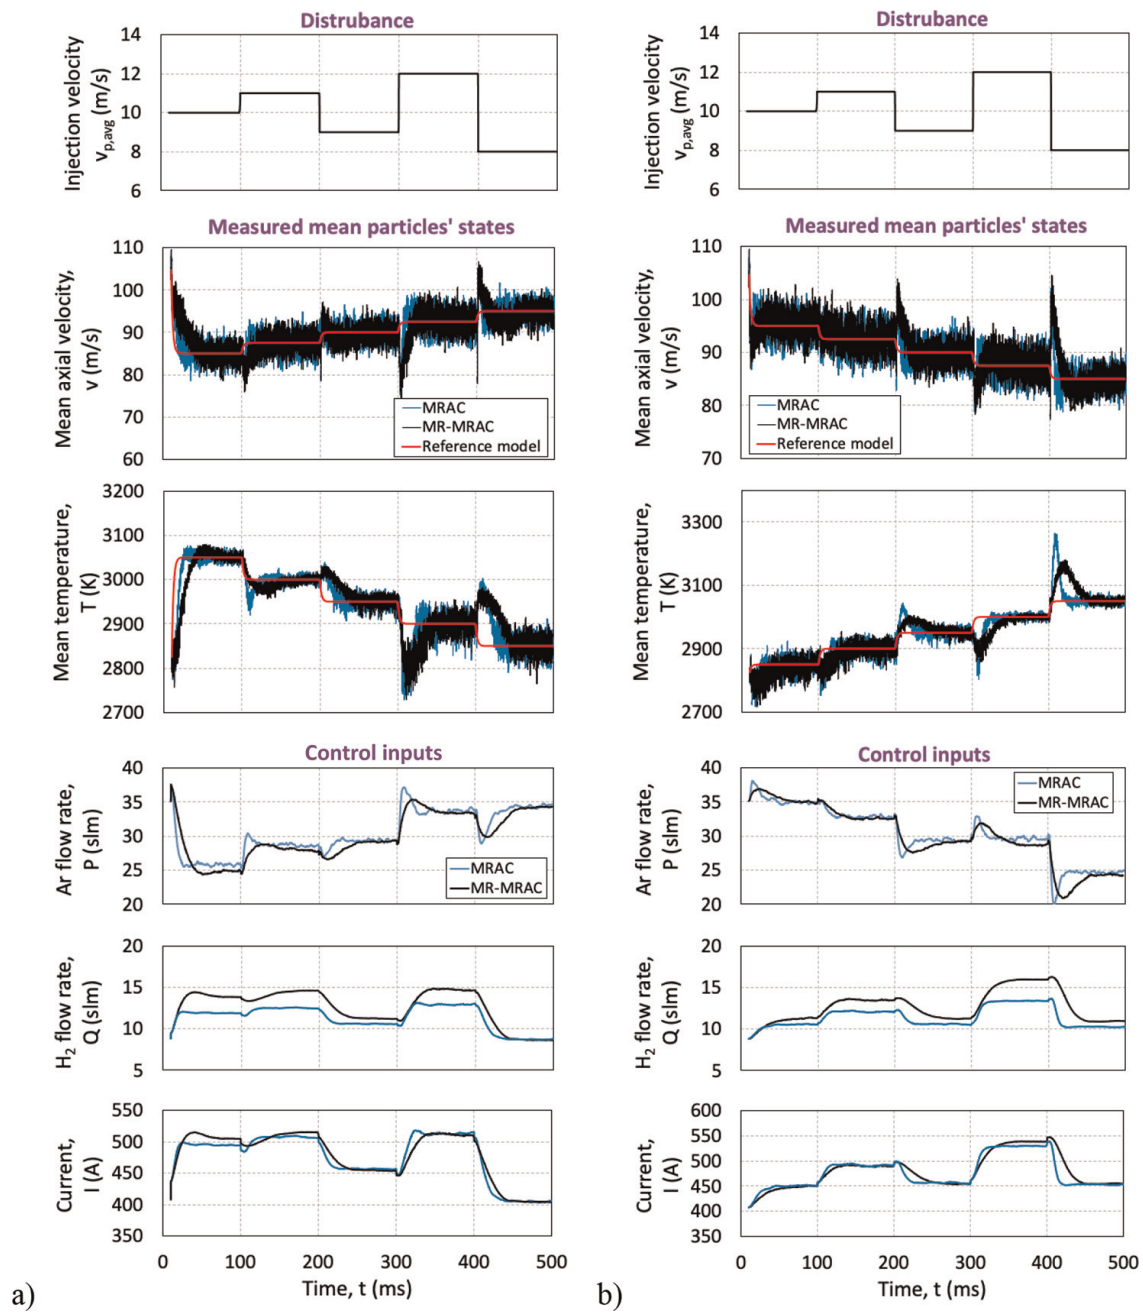 Distrubance
Injection velocity
v p,avg (m/s)
14
12
10
8
6
Measured mean particles' states
Mean axial velocity,
v (m/s)
110
100
90
80
70
60
MRAC
MR-MRAC
Reference model
Mean temperature,
T (K)
3200
3100
3000
2900
2800
2700
Control inputs
Ar flow rate,
P (slm)
40
35
30
25
20
MRAC
MR-MRAC
H2 flow rate,
Q (slm)
20
15
10
5
Current,
I (A)
550
500
450
400
350
0 100 200 300 400 500
Time, t (ms)
a)
Distrubance
Injection velocity
v p,avg (m/s)
14
12
10
8
6
Measured mean particles' states
Mean axial velocity,
v (m/s)
110
100
90
80
70
MRAC
MR-MRAC
Reference model
Mean temperature,
T (K)
3300
3100
2900
2700
Control inputs
Ar flow rate,
P (slm)
40
35
30
25
20
MRAC
MR-MRAC
H2 flow rate,
Q (slm)
20
15
10
5
Current,
I (A)
600
550
500
450
400
350
0 100 200 300 400 500
Time, t (ms)
b)